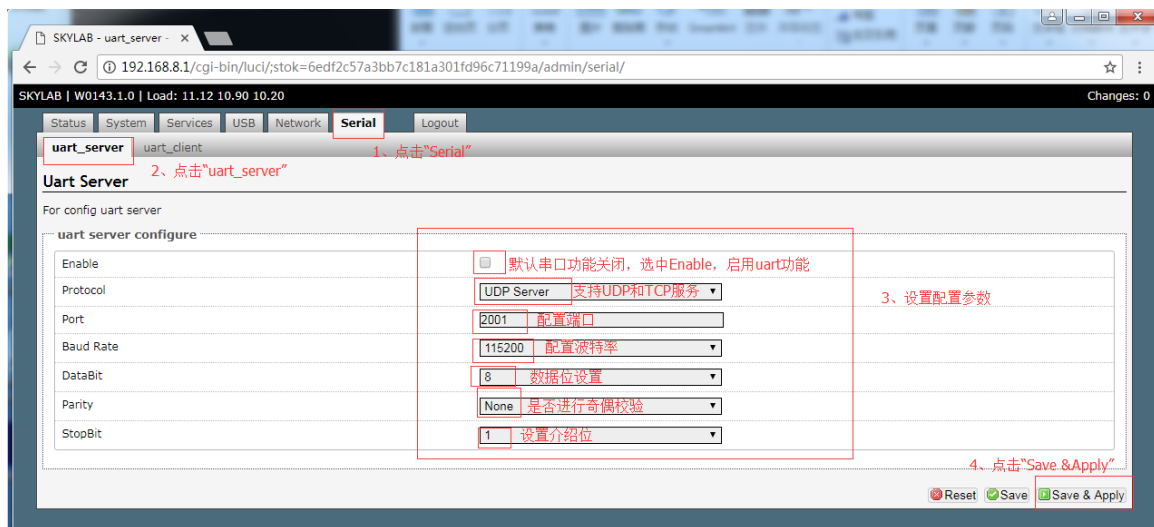 SKYLAB - uart_server -
192.168.8.1/cgi-bin/luci/;stok=6edf2c57a3bb7c181a301fd96c71199a/admin/serial/
SKYLAB | W0143.1.0 | Load: 11.12 10.90 10.20 Changes: 0
Status System Services USB Network Serial Logout
uart_server uart_client 1、点击“Serial”
2、点击“uart_server”
Uart Server
For config uart server
uart server configure
Enable 默认串口功能关闭，选中Enable，启用uart功能
Protocol UDP Server 支持UDP和TCP服务
3、设置配置参数
Port 2001 配置端口
Baud Rate 115200 配置波特率
DataBit 8 数据位设置
Parity None 是否进行奇偶校验
StopBit 1 设置介绍位
4、点击“Save &Apply”
Reset Save Save & Apply